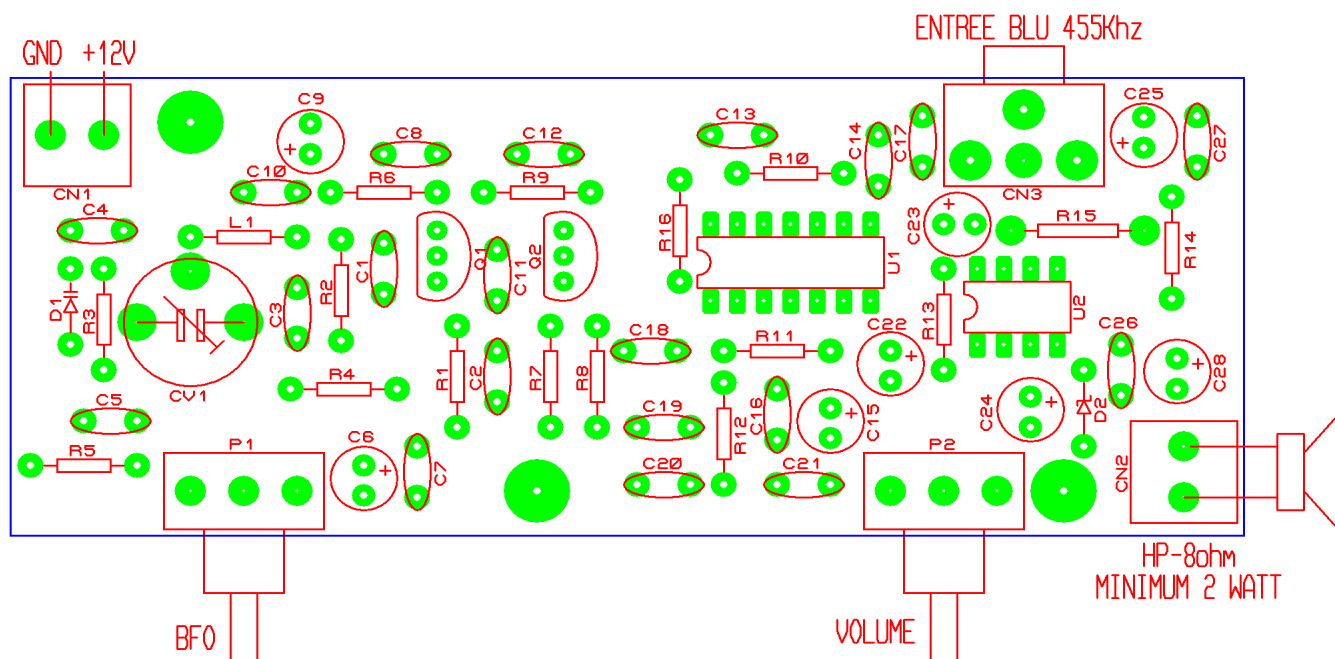 ENTREE BLU 455Khz
GND +12V
C9
C25
C8
C12
C13
C14
C17
C27
C10
R6
R9
R10
CN1
CN3
C4
L1
R16
C23
R15
R14
C1
Q1
C11
Q2
U1
R2
D1
R3
C3
R13
U2
C18
R11
C22
C26
C28
CV1
R4
R1
C2
R7
R8
C5
C19
R12
C16
C15
C24
D2
R5
P1
C6
C7
C20
C21
P2
CN2
HP-8ohm
MINIMUM 2 WATT
BFO
VOLUME